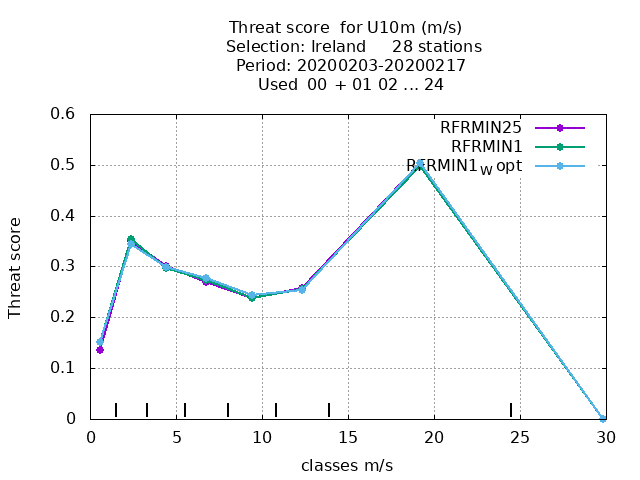 Threat score  for U10m (m/s)
Selection: Ireland     28 stations
Period: 20200203-20200217
Used  00  + 01 02 ... 24
RFRMIN25
RFRMIN1
RFRMIN1W opt
0.6
0.5
0.4
0.3
0.2
0.1
0
Threat score
0 5 10 15 20 25 30
classes m/s